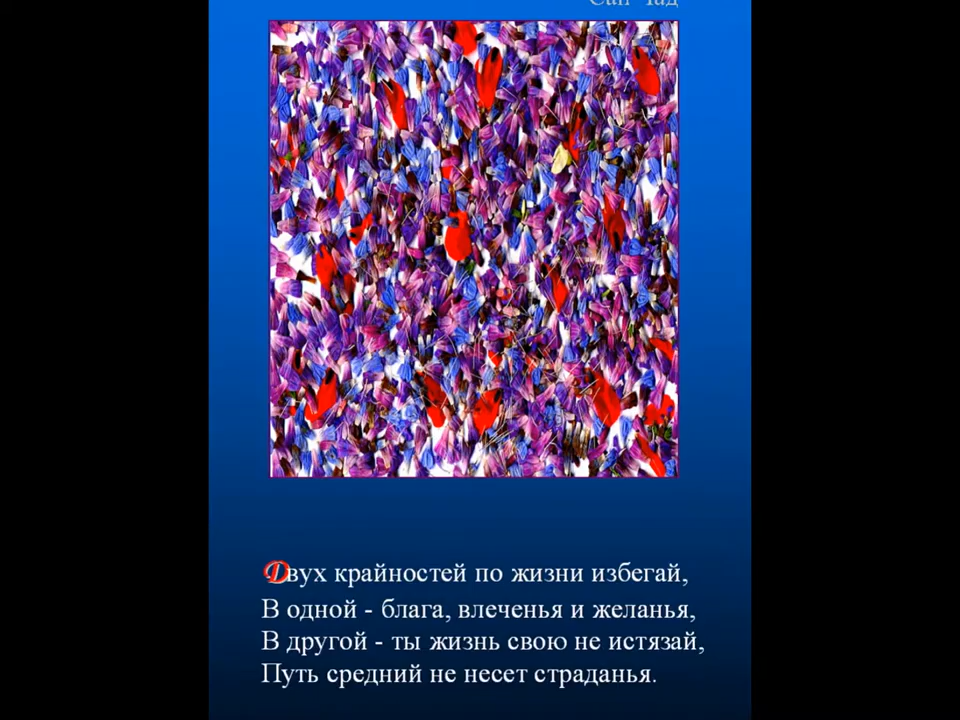 Двух крайностей по жизни избегай,
В одной - блага, влеченья и желанья,
В другой - ты жизнь свою не истязай,
Путь средний не несет страданья.